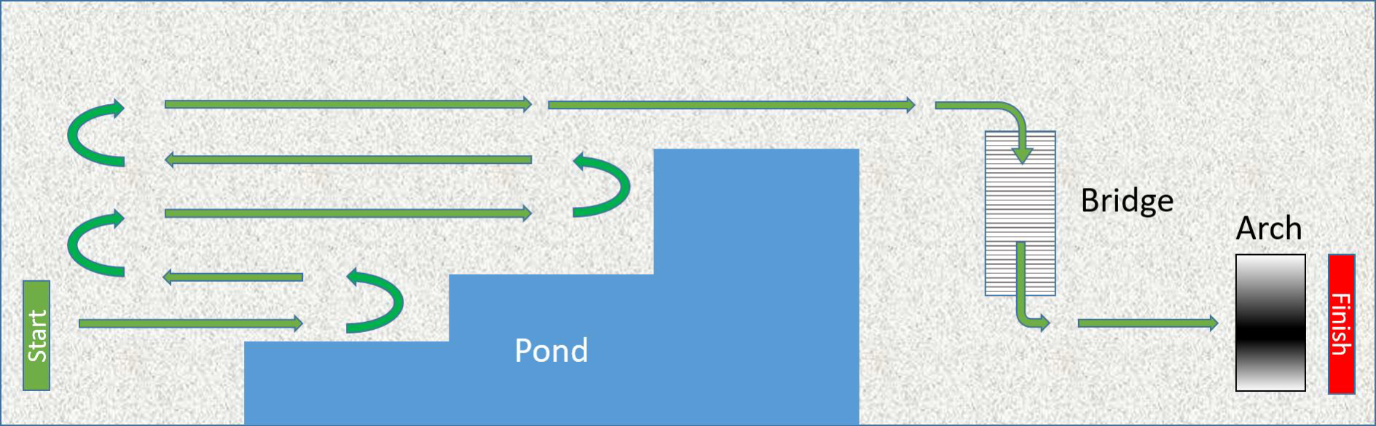 Start
Pond
Bridge
Arch
Finish